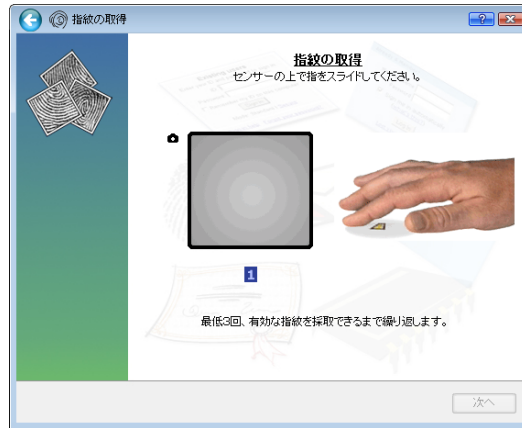 指紋の取得
指紋の取得
センサーの上で指をスライドしてください。
1
最低3回、有効な指紋を採取できるまで繰り返します。
次へ